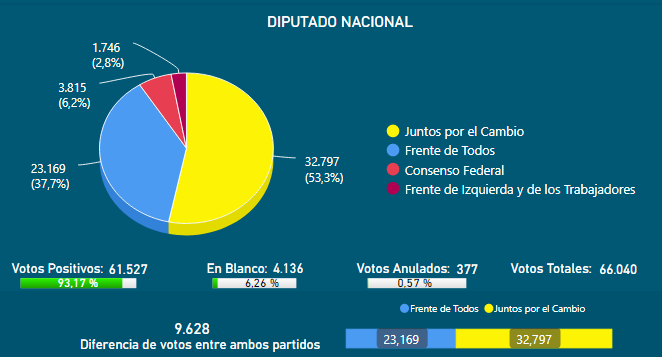 DIPUTADO NACIONAL
1.746
(2,8%)
3.815
(6,2%)
23.169
(37,7%)
32.797
(53,3%)
Juntos por el Cambio
Frente de Todos
Consenso Federal
Frente de Izquierda y de los Trabajadores
Votos Positivos: 61.527
93,17 %
En Blanco: 4.136
6,26 %
Votos Anulados: 377
0,57 %
Votos Totales: 66.040
Frente de Todos Juntos por el Cambio
9.628
Diferencia de votos entre ambos partidos
23,169 32,797